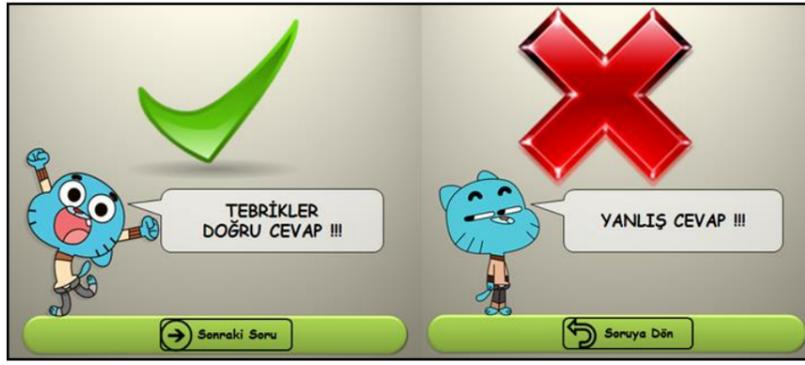 TEBRİKLER
DOĞRU CEVAP !!!
Sonraki Soru
YANLIŞ CEVAP !!!
Soruya Dön